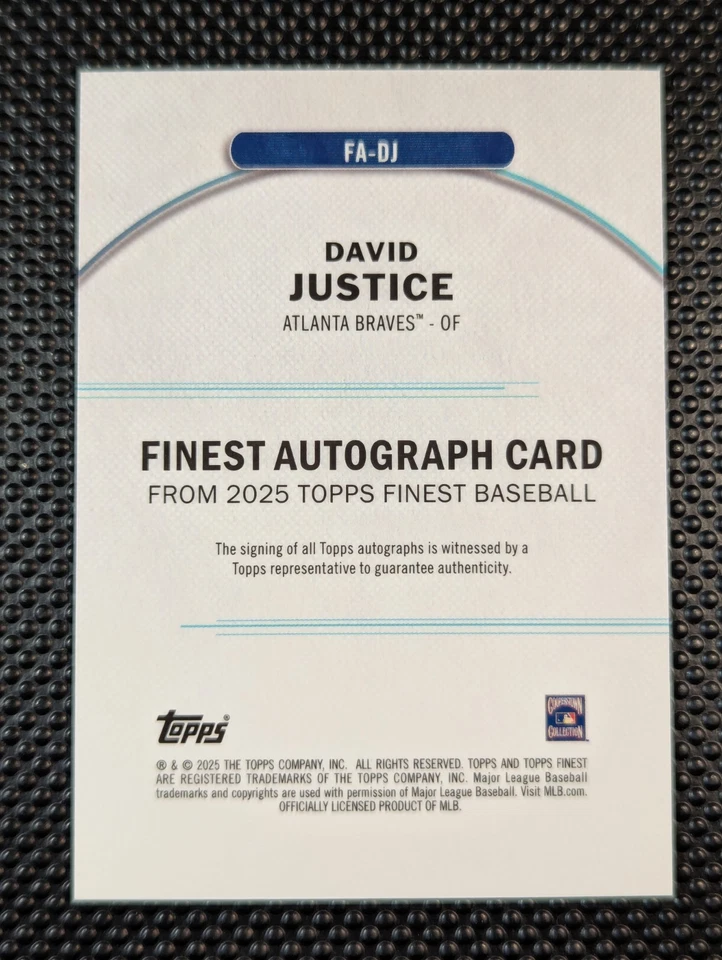 FA-DJ
DAVID
JUSTICE
ATLANTA BRAVES™ - OF
FINEST AUTOGRAPH CARD
FROM 2025 TOPPS FINEST BASEBALL
The signing of all Topps autographs is witnessed by a
Topps representative to guarantee authenticity.
topps®
COOPERSTOWN
COLLECTION
® & © 2025 THE TOPPS COMPANY, INC. ALL RIGHTS RESERVED. TOPPS AND TOPPS FINEST
ARE REGISTERED TRADEMARKS OF THE TOPPS COMPANY, INC. Major League Baseball
trademarks and copyrights are used with permission of Major League Baseball. Visit MLB.com.
OFFICIALLY LICENSED PRODUCT OF MLB.